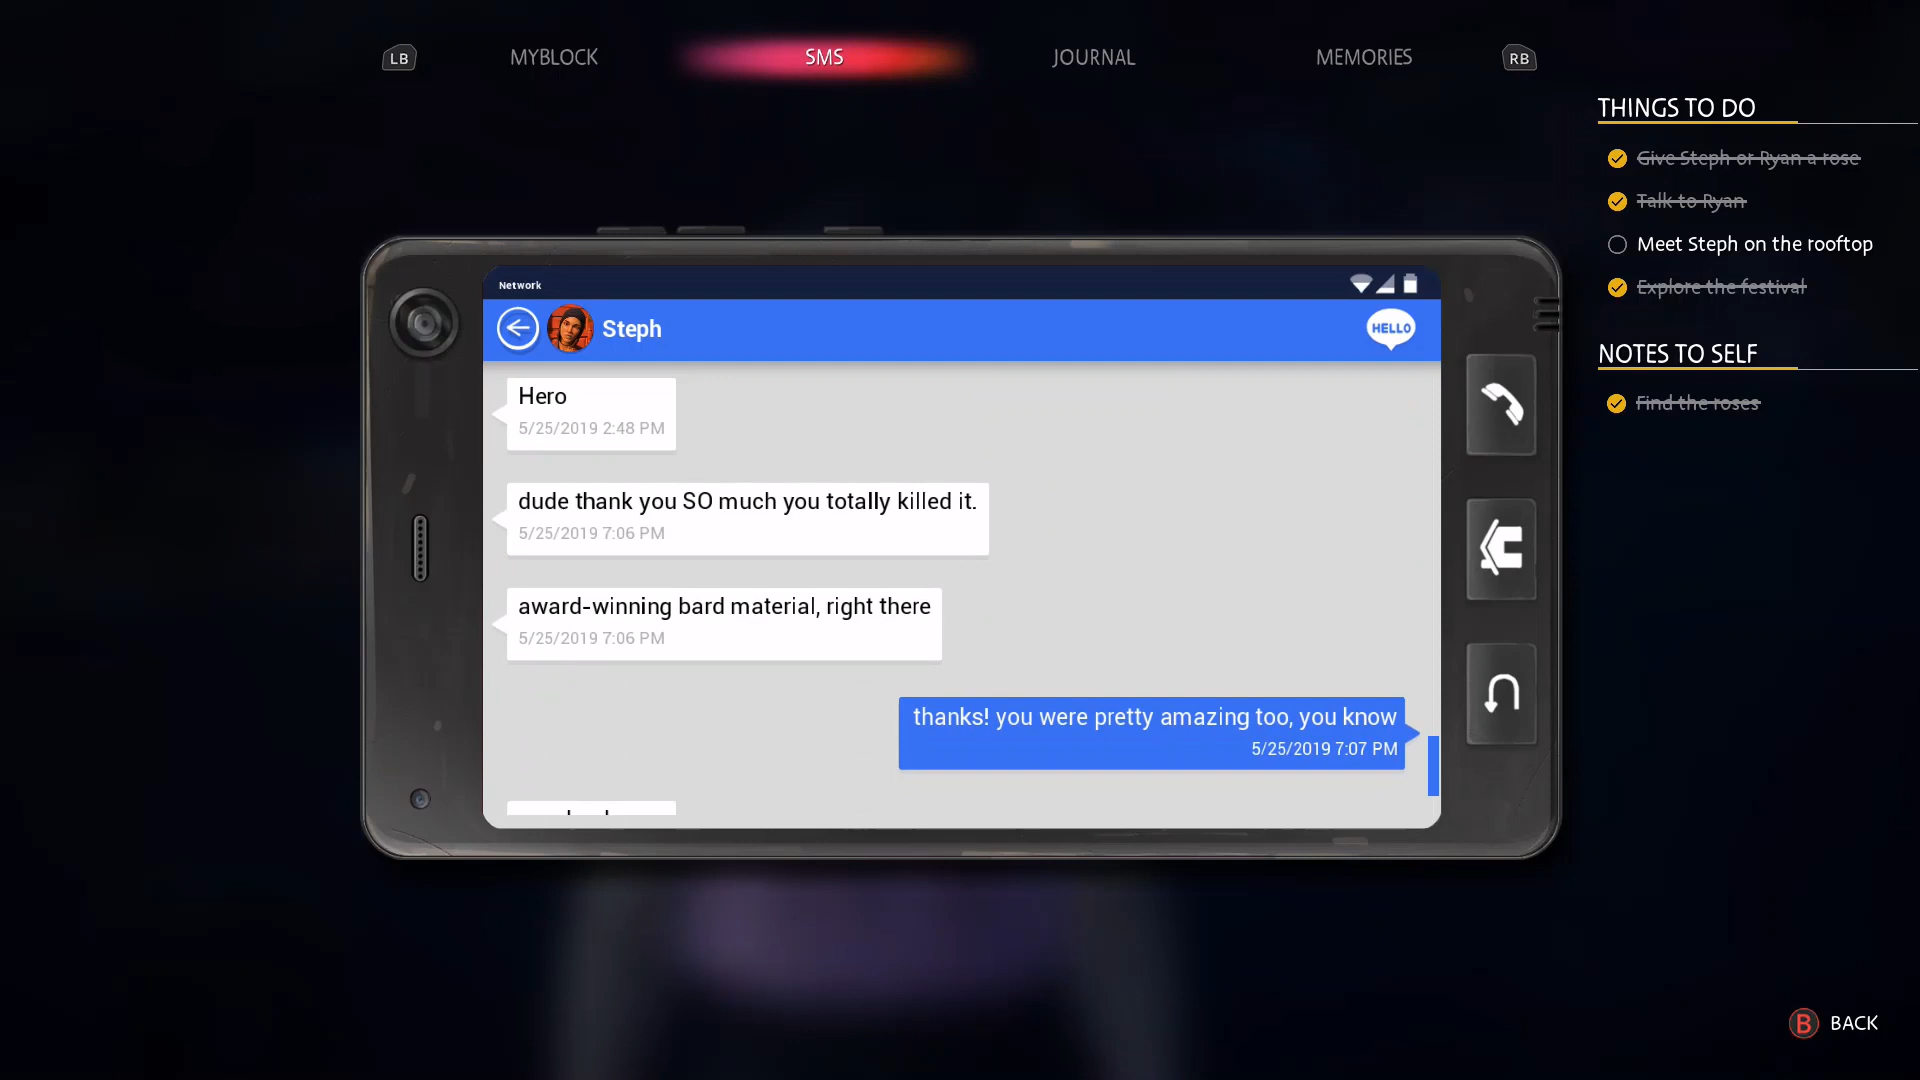 LB
MYBLOCK
SMS
JOURNAL
MEMORIES
RB
THINGS TO DO
Give Steph or Ryan a rose
Talk to Ryan
Meet Steph on the rooftop
Explore the festival
NOTES TO SELF
Find the roses
Network
Steph
HELLO
Hero
5/25/2019 2:48 PM
dude thank you SO much you totally killed it.
5/25/2019 7:06 PM
award-winning bard material, right there
5/25/2019 7:06 PM
thanks! you were pretty amazing too, you know
5/25/2019 7:07 PM
B BACK